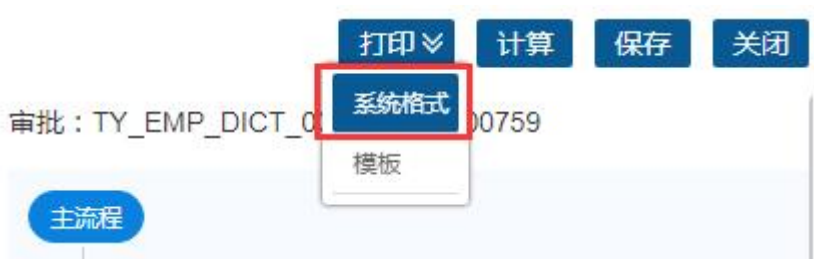 打印 计算 保存 关闭
系统格式
审批：TY_EMP_DICT_0 00759
模板
主流程